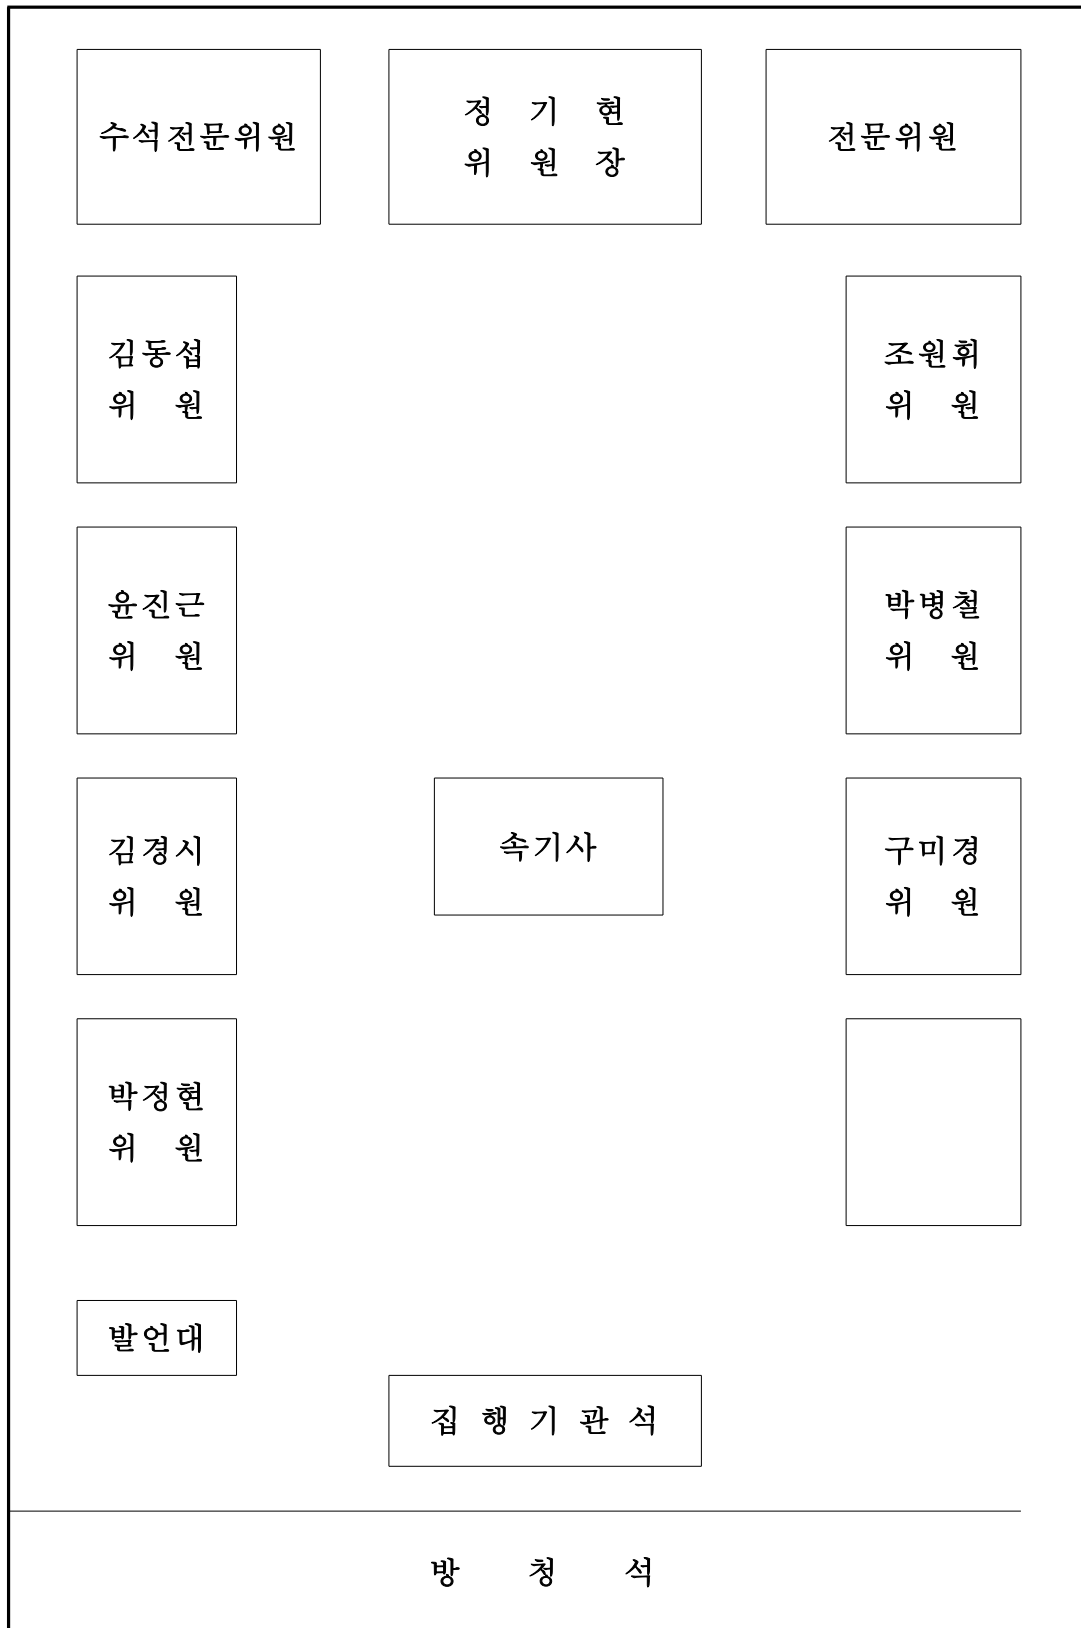 수석전문위원
정 기 현
위 원 장
전문위원
김동섭
위 원
조원휘
위 원
윤진근
위 원
박병철
위 원
김경시
위 원
속기사
구미경
위 원
박정현
위 원
발언대
집 행 기 관 석
방 청 석